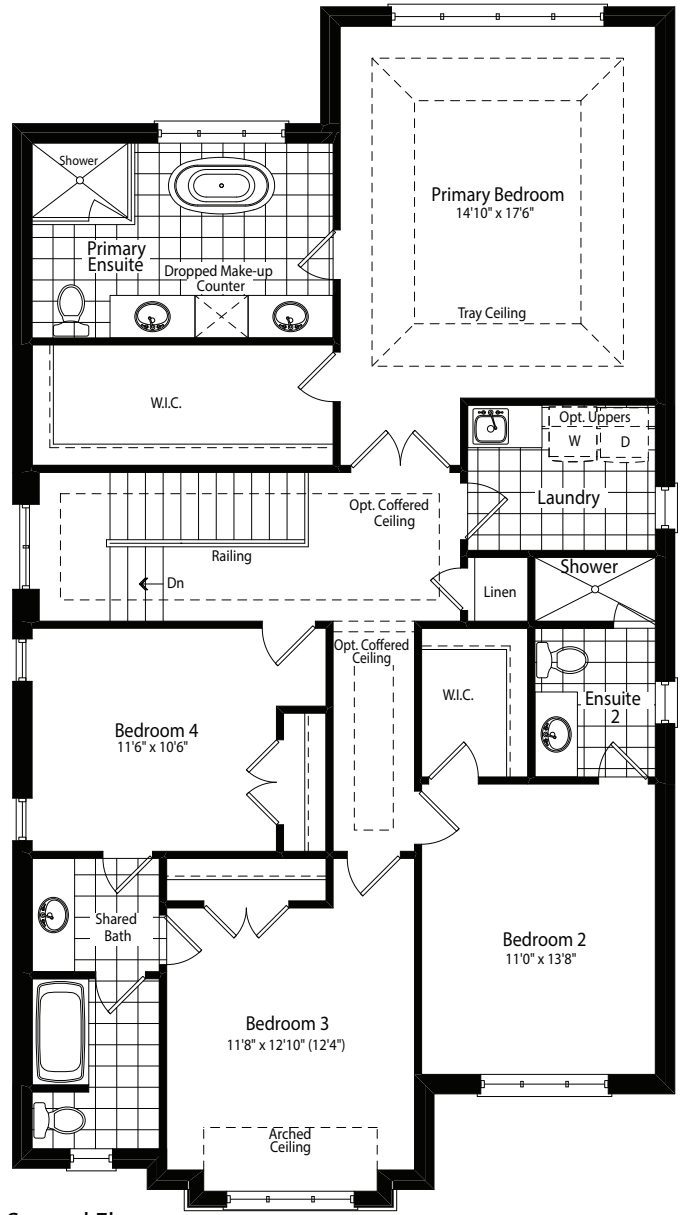 Shower
Primary Bedroom
14'10" x 17'6"
Primary
Ensuite
Dropped Make-up
Counter
Tray Ceiling
W.I.C.
Opt. Uppers
W
D
Laundry
Opt. Coffered
Ceiling
Railing
Dn
Linen
Shower
Opt. Coffered
Ceiling
W.I.C.
Ensuite
2
Bedroom 4
11'6" x 10'6"
Shared
Bath
Bedroom 2
11'0" x 13'8"
Bedroom 3
11'8" x 12'10" (12'4")
Arched
Ceiling